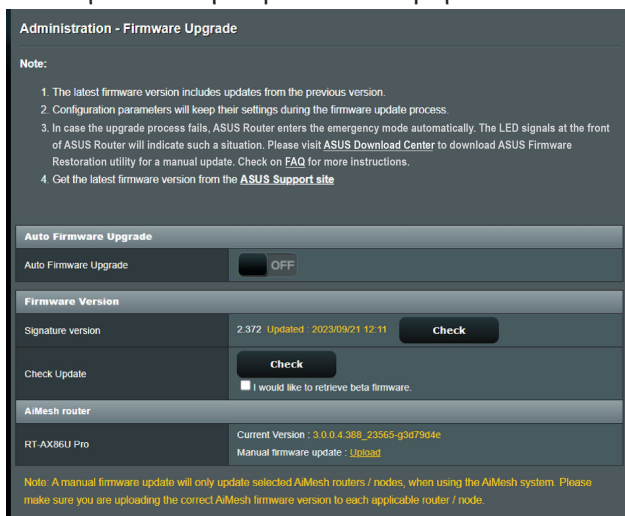 Administration - Firmware Upgrade
Note:
1. The latest firmware version includes updates from the previous version.
2. Configuration parameters will keep their settings during the firmware update process.
3. In case the upgrade process fails, ASUS Router enters the emergency mode automatically. The LED signals at the front
of ASUS Router will indicate such a situation. Please visit ASUS Download Center to download ASUS Firmware
Restoration utility for a manual update. Check on FAQ for more instructions.
4. Get the latest firmware version from the ASUS Support site
Auto Firmware Upgrade
Auto Firmware Upgrade OFF
Firmware Version
Signature version 2.372 Updated : 2023/09/21 12:11 Check
Check Update Check
I would like to retrieve beta firmware.
AiMesh router
RT-AX86U Pro Current Version : 3.0.0.4.388_23565-g3d79d4e
Manual firmware update : Upload
Note: A manual firmware update will only update selected AiMesh routers / nodes, when using the AiMesh system. Please
make sure you are uploading the correct AiMesh firmware version to each applicable router / node.